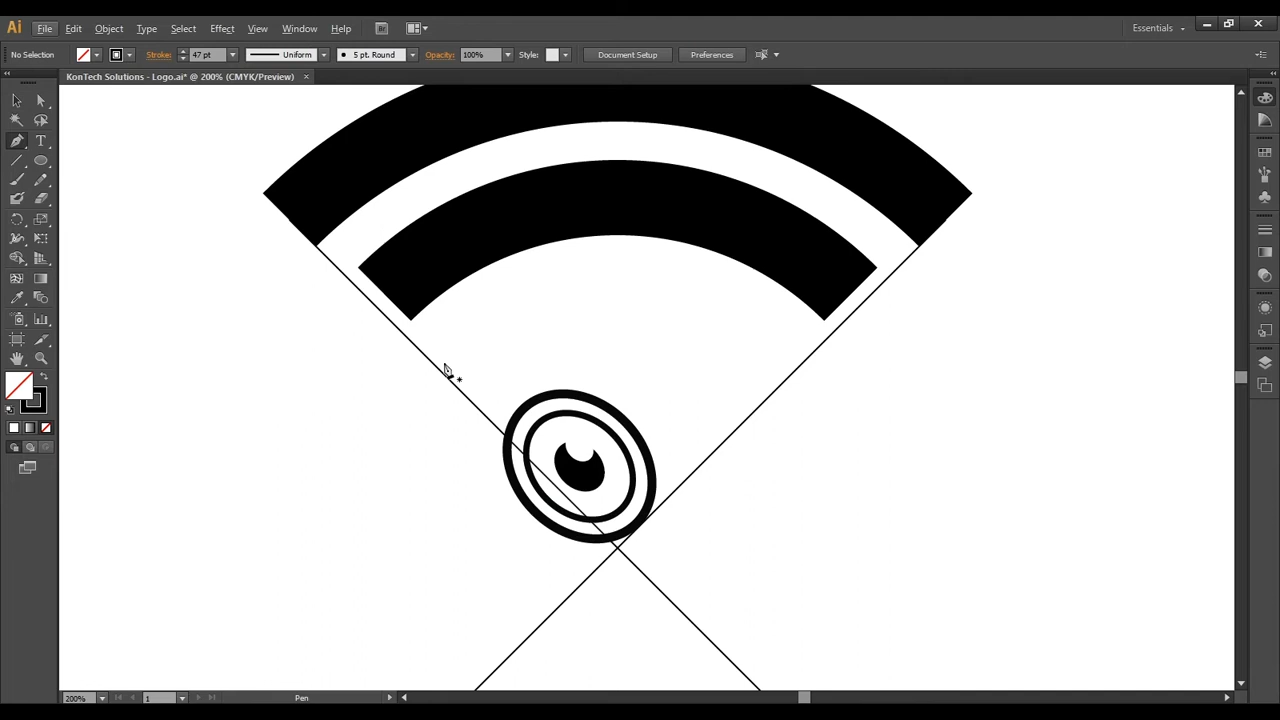 Ai File Edit Object Type Select Effect View Window Help Br Essentials
No Selection Stroke: 47 pt Uniform 5 pt. Round Opacity: 100% Style: Document Setup Preferences
KonTech Solutions - Logo.ai* @ 200% (CMYK/Preview) ×
T
200% 1 Pen